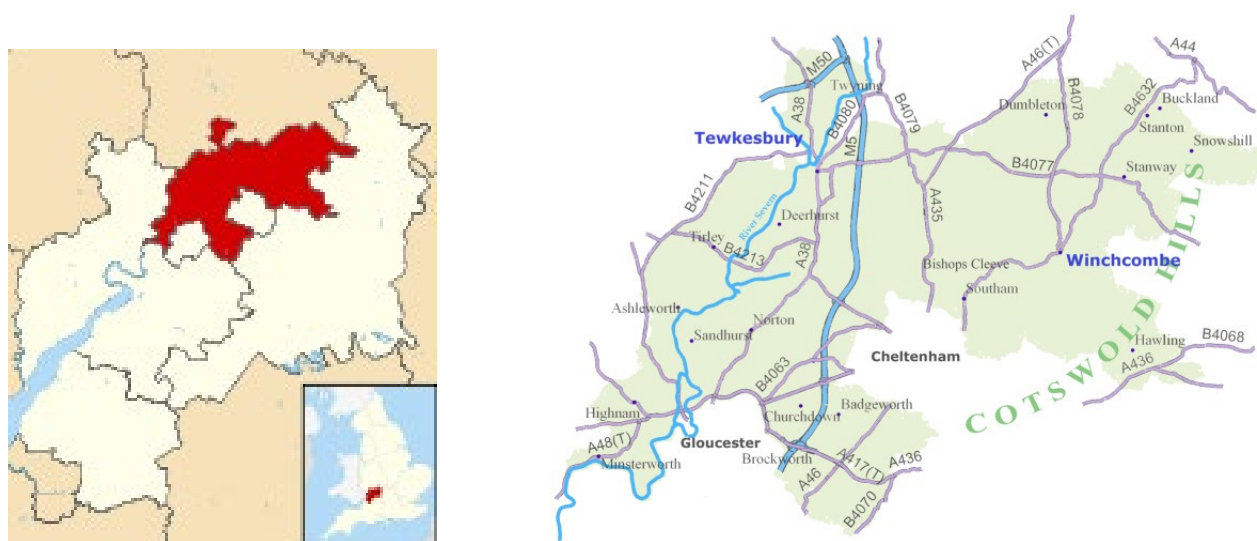 M50
A46(T)
A44
Twyning
A38
B4080
B4079
Dumbleton
B4078
B4632
Buckland
Stanton
Tewkesbury
M5
Snowshill
B4077
Stanway
B4211
A435
River Severn
Deerhurst
Tirley
B4213
A38
Bishops Cleeve
Winchcombe
Southam
Ashleworth
Norton
Sandhurst
Cheltenham
Hawling
B4068
A436
COTSWOLD HILLS
B4063
Highnam
Churchdown
Badgeworth
Gloucester
A48(T)
Minsterworth
Brockworth
A417(T)
A436
A46
B4070